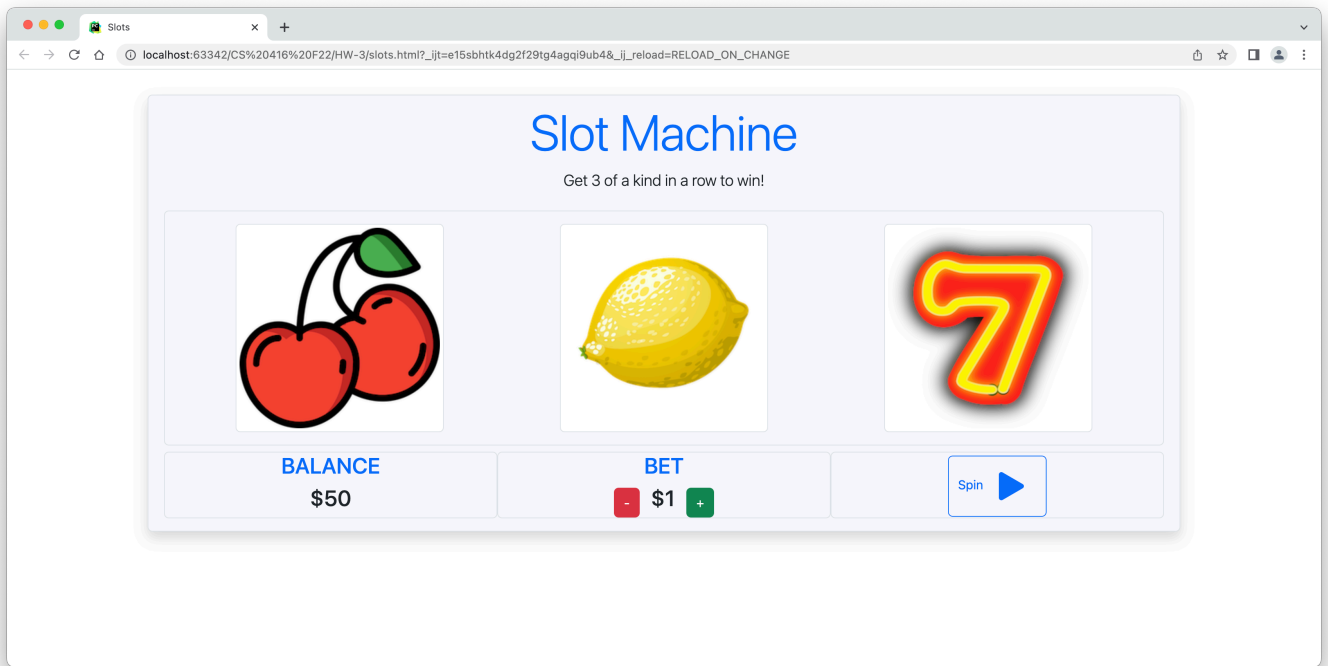 Slots
localhost:63342/CS%20416%20F22/HW-3/slots.html?_ijt=e15sbhtk4dg2f29tg4agqi9ub4&_ij_reload=RELOAD_ON_CHANGE
Slot Machine
Get 3 of a kind in a row to win!
7
BALANCE
$50
BET
- $1 +
Spin